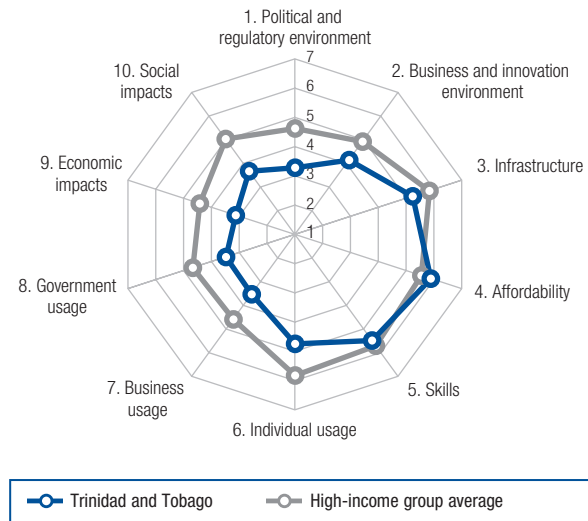 1. Political and
regulatory environment
2. Business and innovation
environment
3. Infrastructure
4. Affordability
5. Skills
6. Individual usage
7. Business
usage
8. Government
usage
9. Economic
impacts
10. Social
impacts
7
6
5
4
3
2
1
Trinidad and Tobago
High-income group average